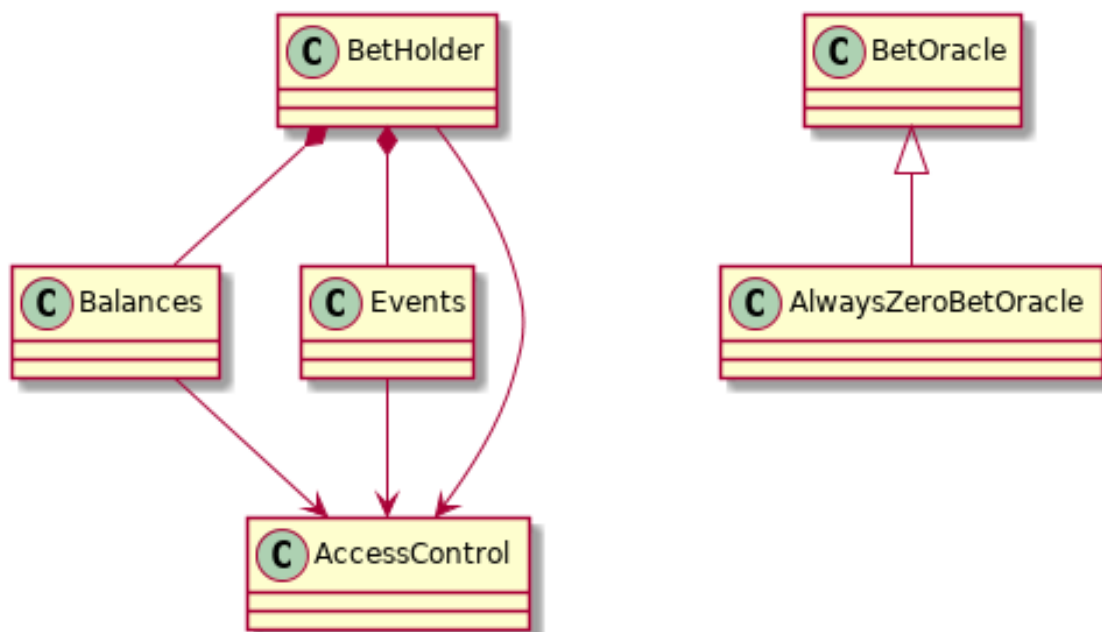 C BetHolder
C BetOracle
C Balances
C Events
C AlwaysZeroBetOracle
C AccessControl